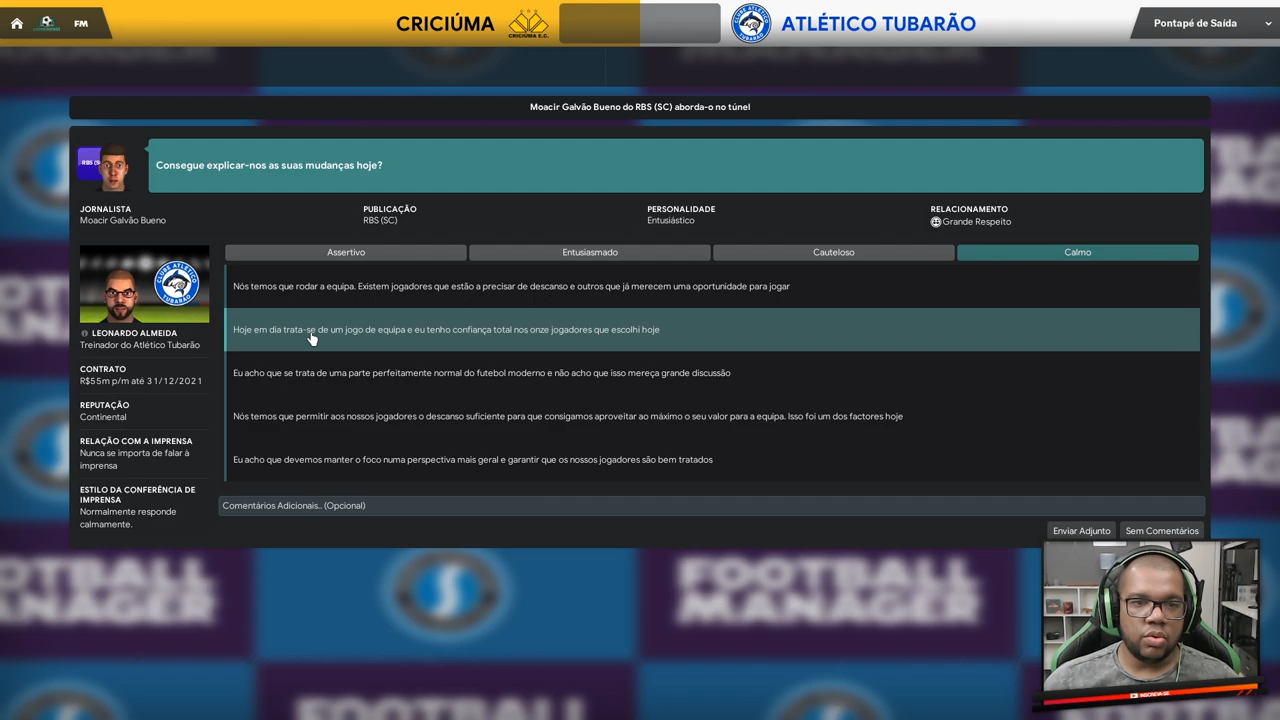 FM
CRICIÚMA
CRICIÚMA E.C.
ATLÉTICO TUBARÃO
Pontapé de Saída
Moacir Galvão Bueno do RBS (SC) aborda-o no túnel
RBS (S
Consegue explicar-nos as suas mudanças hoje?
JORNALISTA
Moacir Galvão Bueno
PUBLICAÇÃO
RBS (SC)
PERSONALIDADE
Entusiástico
RELACIONAMENTO
Grande Respeito
Assertivo
Entusiasmado
Cauteloso
Calmo
Nós temos que rodar a equipa. Existem jogadores que estão a precisar de descanso e outros que já merecem uma oportunidade para jogar
Hoje em dia trata-se de um jogo de equipa e eu tenho confiança total nos onze jogadores que escolhi hoje
Eu acho que se trata de uma parte perfeitamente normal do futebol moderno e não acho que isso mereça grande discussão
Nós temos que permitir aos nossos jogadores o descanso suficiente para que consigamos aproveitar ao máximo o seu valor para a equipa. Isso foi um dos factores hoje
Eu acho que devemos manter o foco numa perspectiva mais geral e garantir que os nossos jogadores são bem tratados
LEONARDO ALMEIDA
Treinador do Atlético Tubarão
CONTRATO
R$55m p/m até 31/12/2021
REPUTAÇÃO
Continental
RELAÇÃO COM A IMPRENSA
Nunca se importa de falar à
imprensa
ESTILO DA CONFERÊNCIA DE
IMPRENSA
Normalmente responde
calmamente.
Comentários Adicionais.. (Opcional)
Enviar Adjunto
Sem Comentários
FOOTBALL
MANAGER
FOOTBALL
MANAGER
INSCREVA-SE